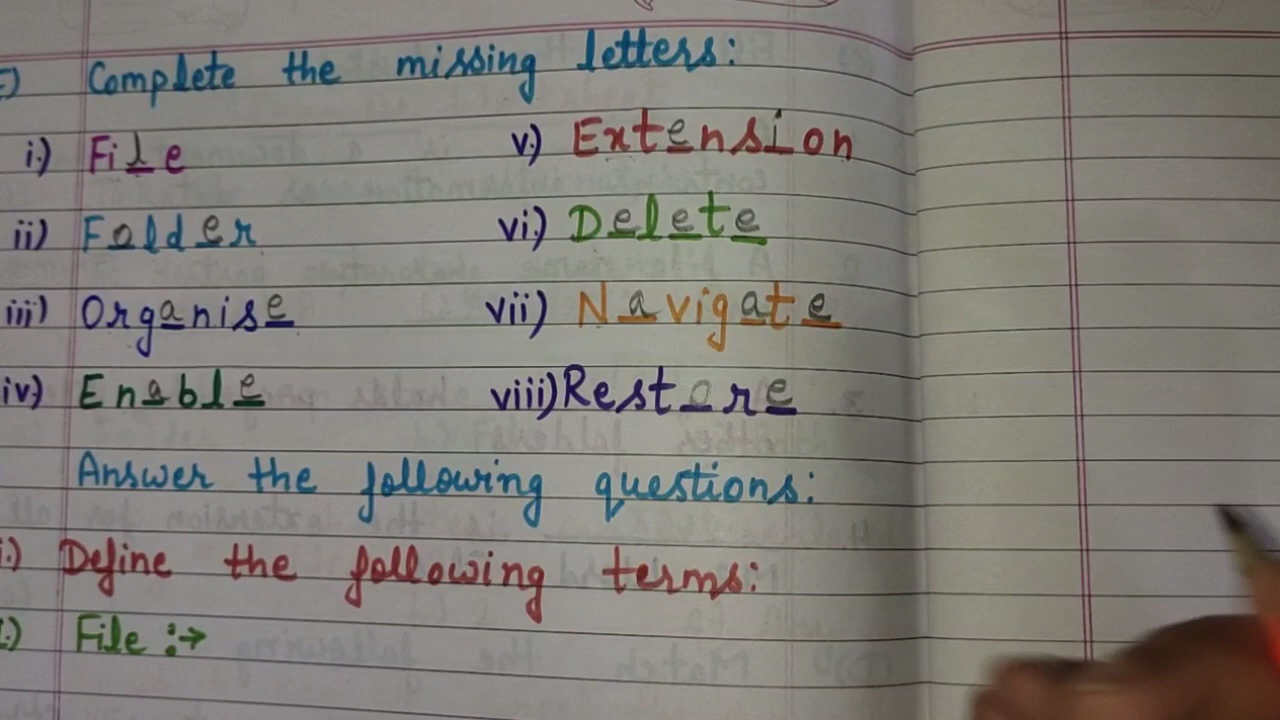 Complete the missing letters:
i.) File v.) Extension
ii) Folder vi.) Delete
iii) Organise vii) Navigate
iv) Enable viii) Restore
Answer the following questions:
i.) Define the following terms:
File :→